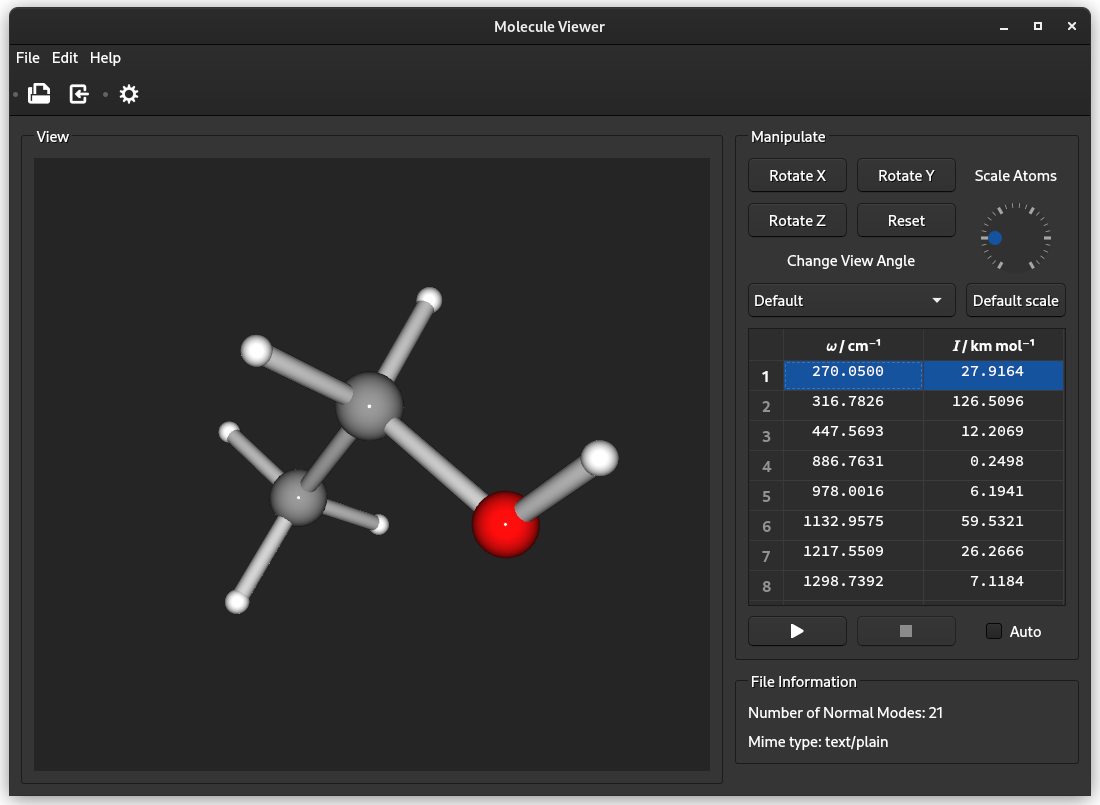 Molecule Viewer
File Edit Help
View
Manipulate
Rotate X Rotate Y Scale Atoms
Rotate Z Reset
Change View Angle
Default Default scale
ω / cm⁻¹ I / km mol⁻¹
1 270.0500 27.9164
2 316.7826 126.5096
3 447.5693 12.2069
4 886.7631 0.2498
5 978.0016 6.1941
6 1132.9575 59.5321
7 1217.5509 26.2666
8 1298.7392 7.1184
Auto
File Information
Number of Normal Modes: 21
Mime type: text/plain